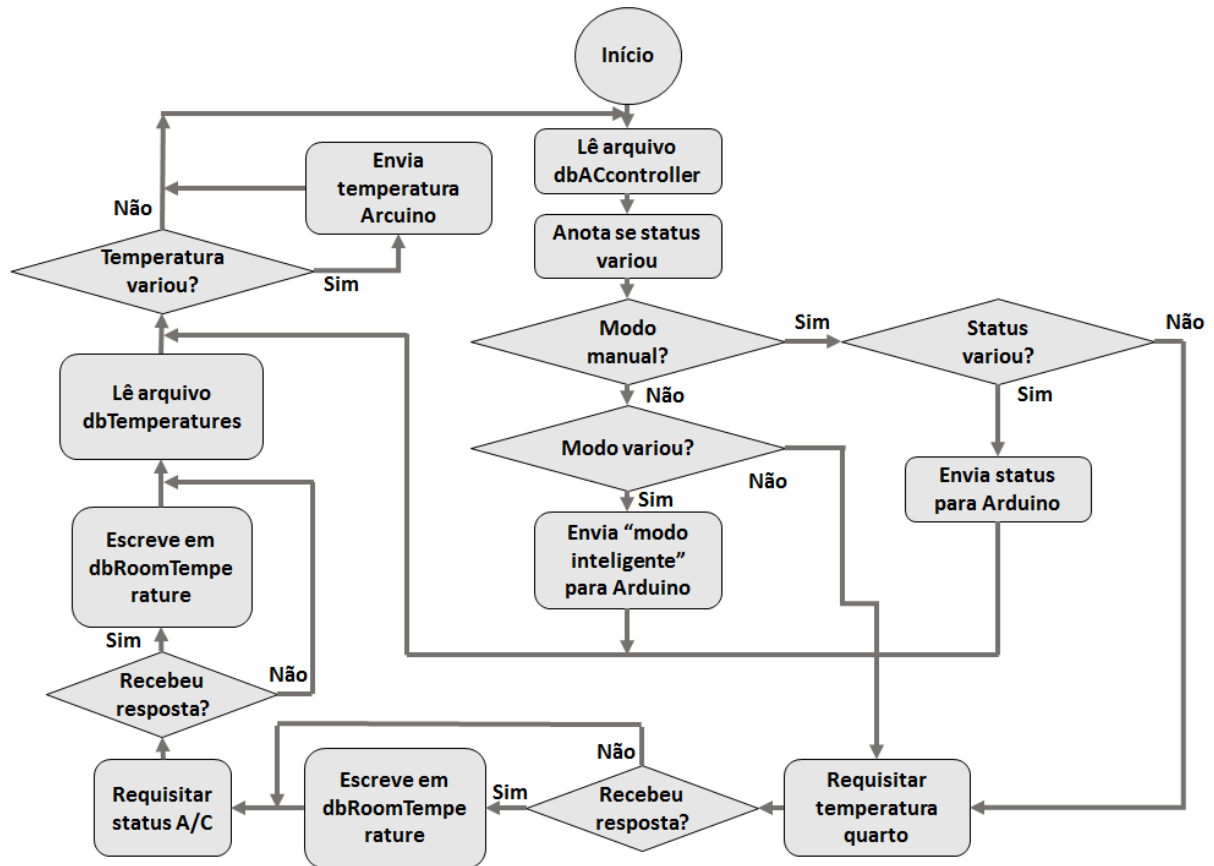 Início
Lê arquivo
dbACcontroller
Anota se status
variou
Modo
manual?
Sim
Status
variou?
Não
Sim
Envia status
para Arduino
Não
Modo variou?
Não
Sim
Envia “modo
inteligente”
para Arduino
Requisitar
temperatura
quarto
Recebeu
resposta?
Não
Sim
Escreve em
dbRoomTempe
rature
Requisitar
status A/C
Recebeu
resposta?
Não
Sim
Escreve em
dbRoomTempe
rature
Lê arquivo
dbTemperatures
Temperatura
variou?
Não
Sim
Envia
temperatura
Arcuino